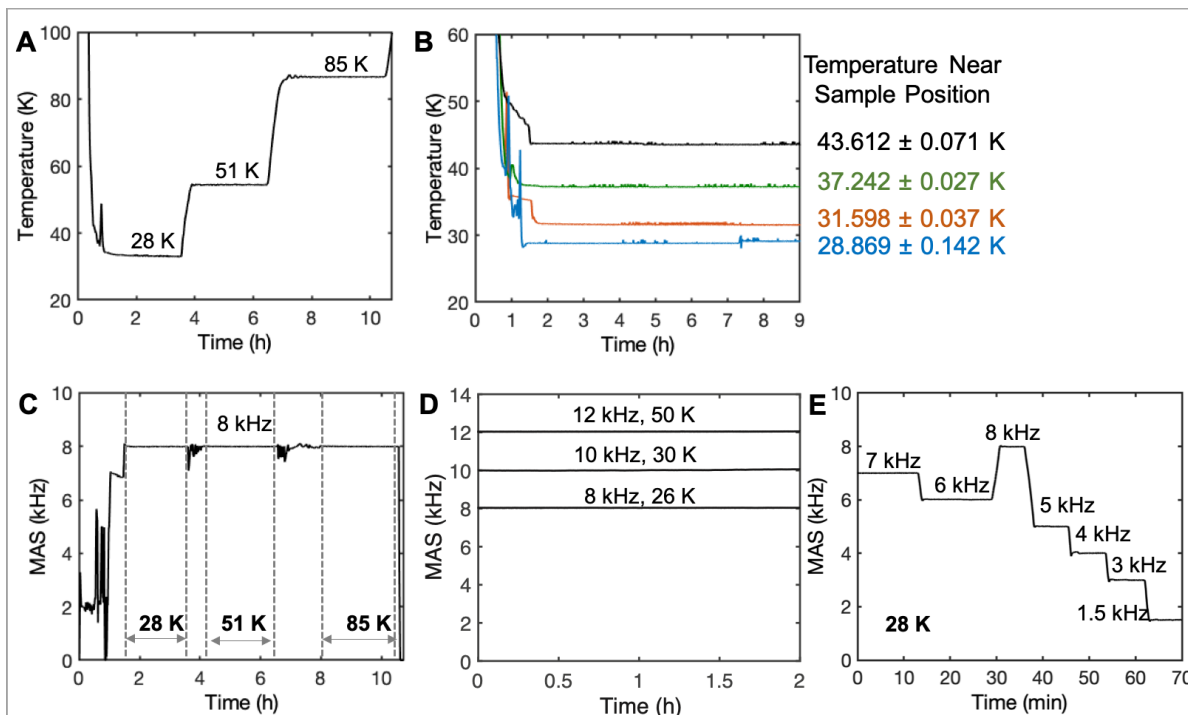 A
Temperature (K)
100
80
60
40
20
28 K
51 K
85 K
0 2 4 6 8 10
Time (h)
B
Temperature (K)
60
50
40
30
20
0 1 2 3 4 5 6 7 8 9
Time (h)
Temperature Near
Sample Position
43.612 ± 0.071 K
37.242 ± 0.027 K
31.598 ± 0.037 K
28.869 ± 0.142 K
C
MAS (kHz)
10
8
6
4
2
0
8 kHz
28 K
51 K
85 K
0 2 4 6 8 10
Time (h)
D
MAS (kHz)
14
12
10
8
6
4
2
0
12 kHz, 50 K
10 kHz, 30 K
8 kHz, 26 K
0 0.5 1 1.5 2
Time (h)
E
MAS (kHz)
10
8
6
4
2
0
7 kHz
6 kHz
8 kHz
5 kHz
4 kHz
3 kHz
1.5 kHz
28 K
0 10 20 30 40 50 60 70
Time (min)